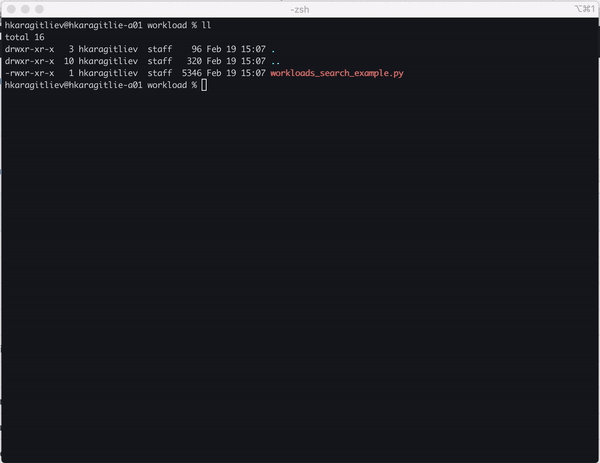 -zsh
⌥⌘1
hkaragitliev@hkaragitlie-a01 workload % ll
total 16
drwxr-xr-x   3 hkaragitliev  staff    96 Feb 19 15:07 .
drwxr-xr-x  10 hkaragitliev  staff   320 Feb 19 15:07 ..
-rwxr-xr-x   1 hkaragitliev  staff  5346 Feb 19 15:07 workloads_search_example.py
hkaragitliev@hkaragitlie-a01 workload %